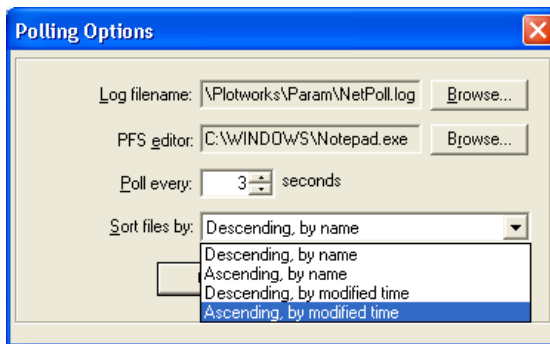 Polling Options
Log filename: \Plotworks\Param\NetPoll.log Browse...
PFS editor: C:\WINDOWS\Notepad.exe Browse...
Poll every: 3 seconds
Sort files by: Descending, by name
Descending, by name
Ascending, by name
Descending, by modified time
Ascending, by modified time